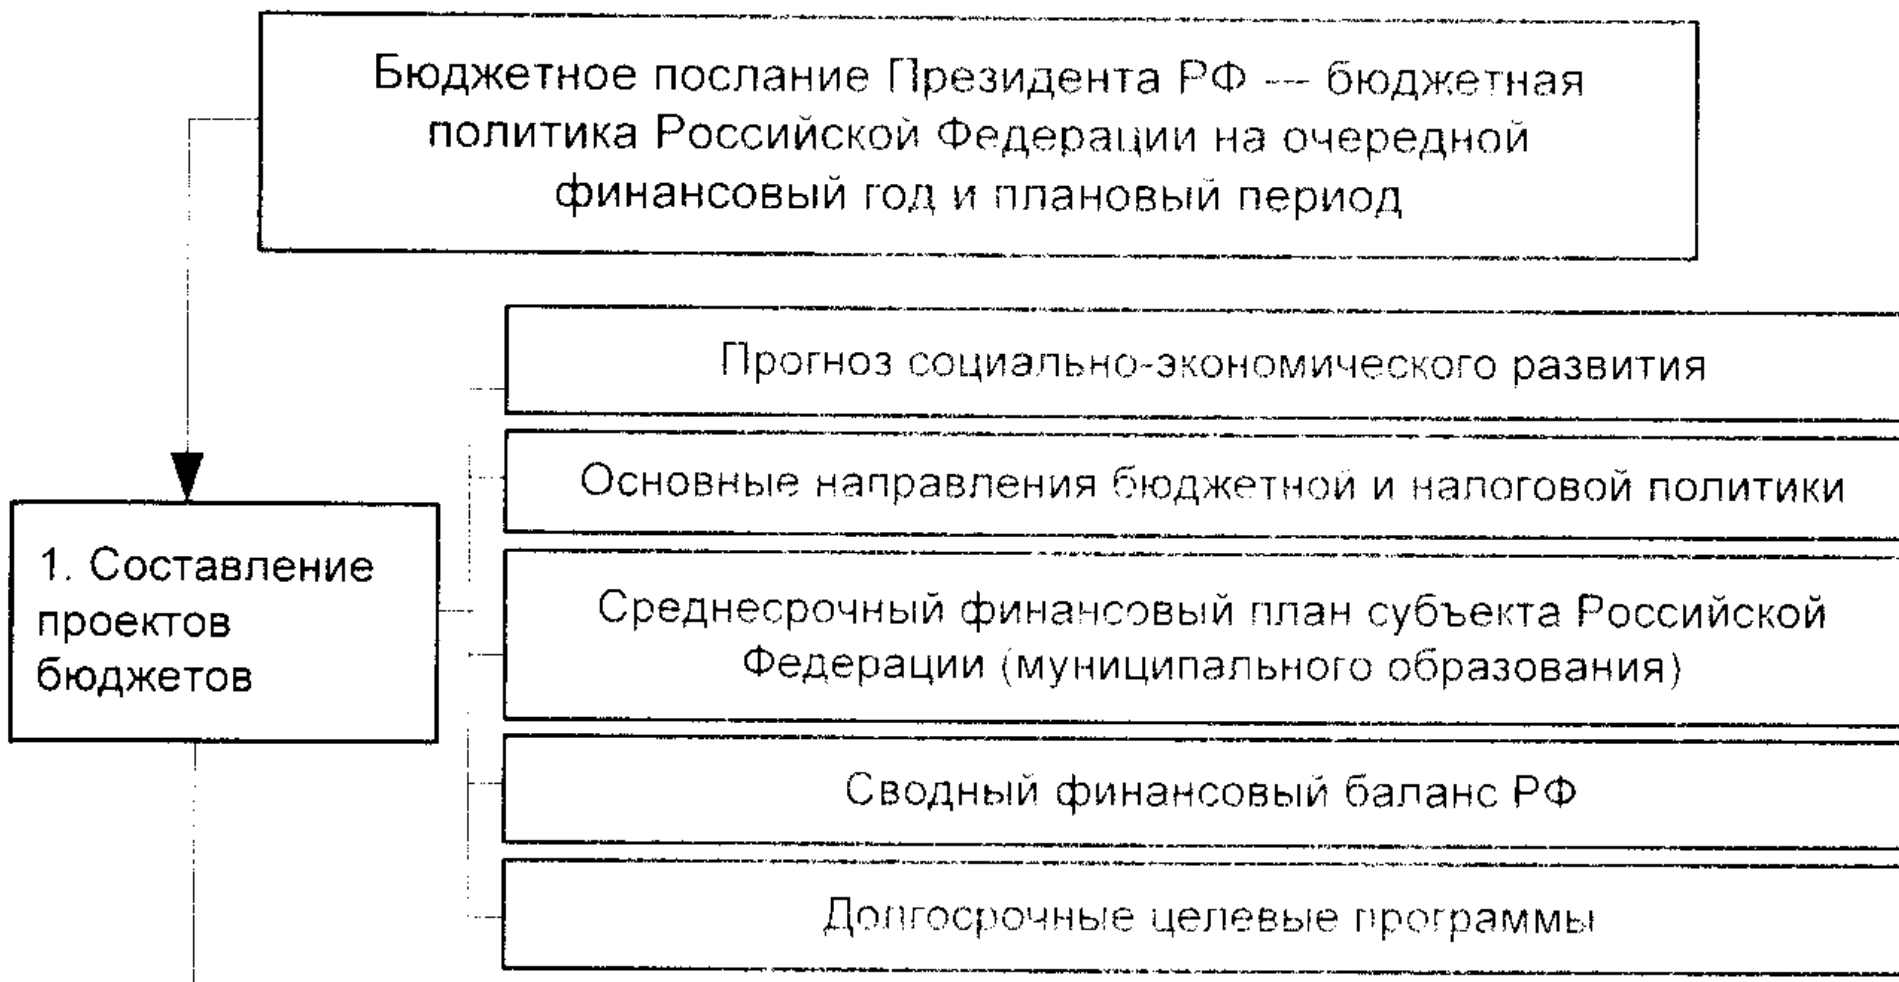 Бюджетное послание Президента РФ --- бюджетная
политика Российской Федерации на очередной
финансовый год и плановый период
Прогноз социально-экономического развития
Основные направления бюджетной и налоговой политики
1. Составление
проектов
бюджетов
Среднесрочный финансовый план субъекта Российской
Федерации (муниципального образования)
Сводный финансовый баланс РФ
Долгосрочные целевые программы